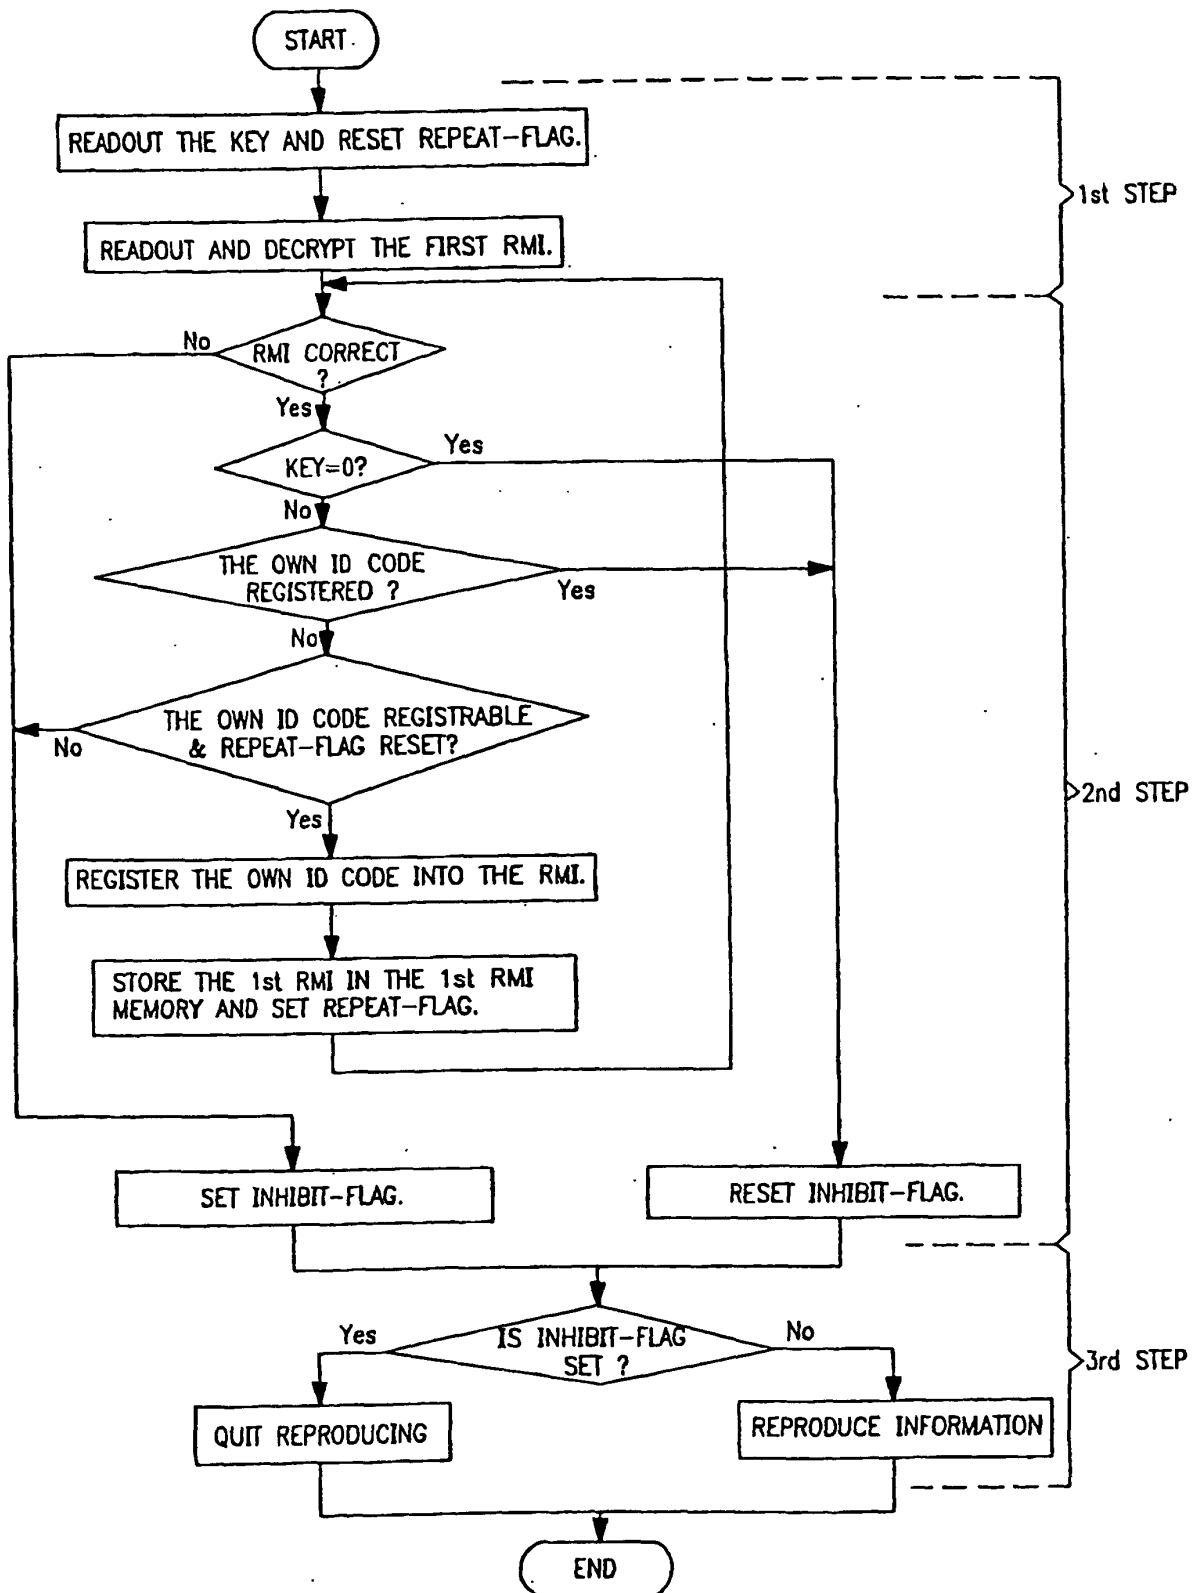 START
READOUT THE KEY AND RESET REPEAT-FLAG.
1st STEP
READOUT AND DECRYPT THE FIRST RMI.
No
RMI CORRECT
?
Yes
Yes
KEY=0?
No
THE OWN ID CODE
REGISTERED ?
Yes
No
THE OWN ID CODE REGISTRABLE
& REPEAT-FLAG RESET?
No
2nd STEP
Yes
REGISTER THE OWN ID CODE INTO THE RMI.
STORE THE 1st RMI IN THE 1st RMI
MEMORY AND SET REPEAT-FLAG.
SET INHIBIT-FLAG.
RESET INHIBIT-FLAG.
Yes
IS INHIBIT-FLAG
SET ?
No
3rd STEP
QUIT REPRODUCING
REPRODUCE INFORMATION
END